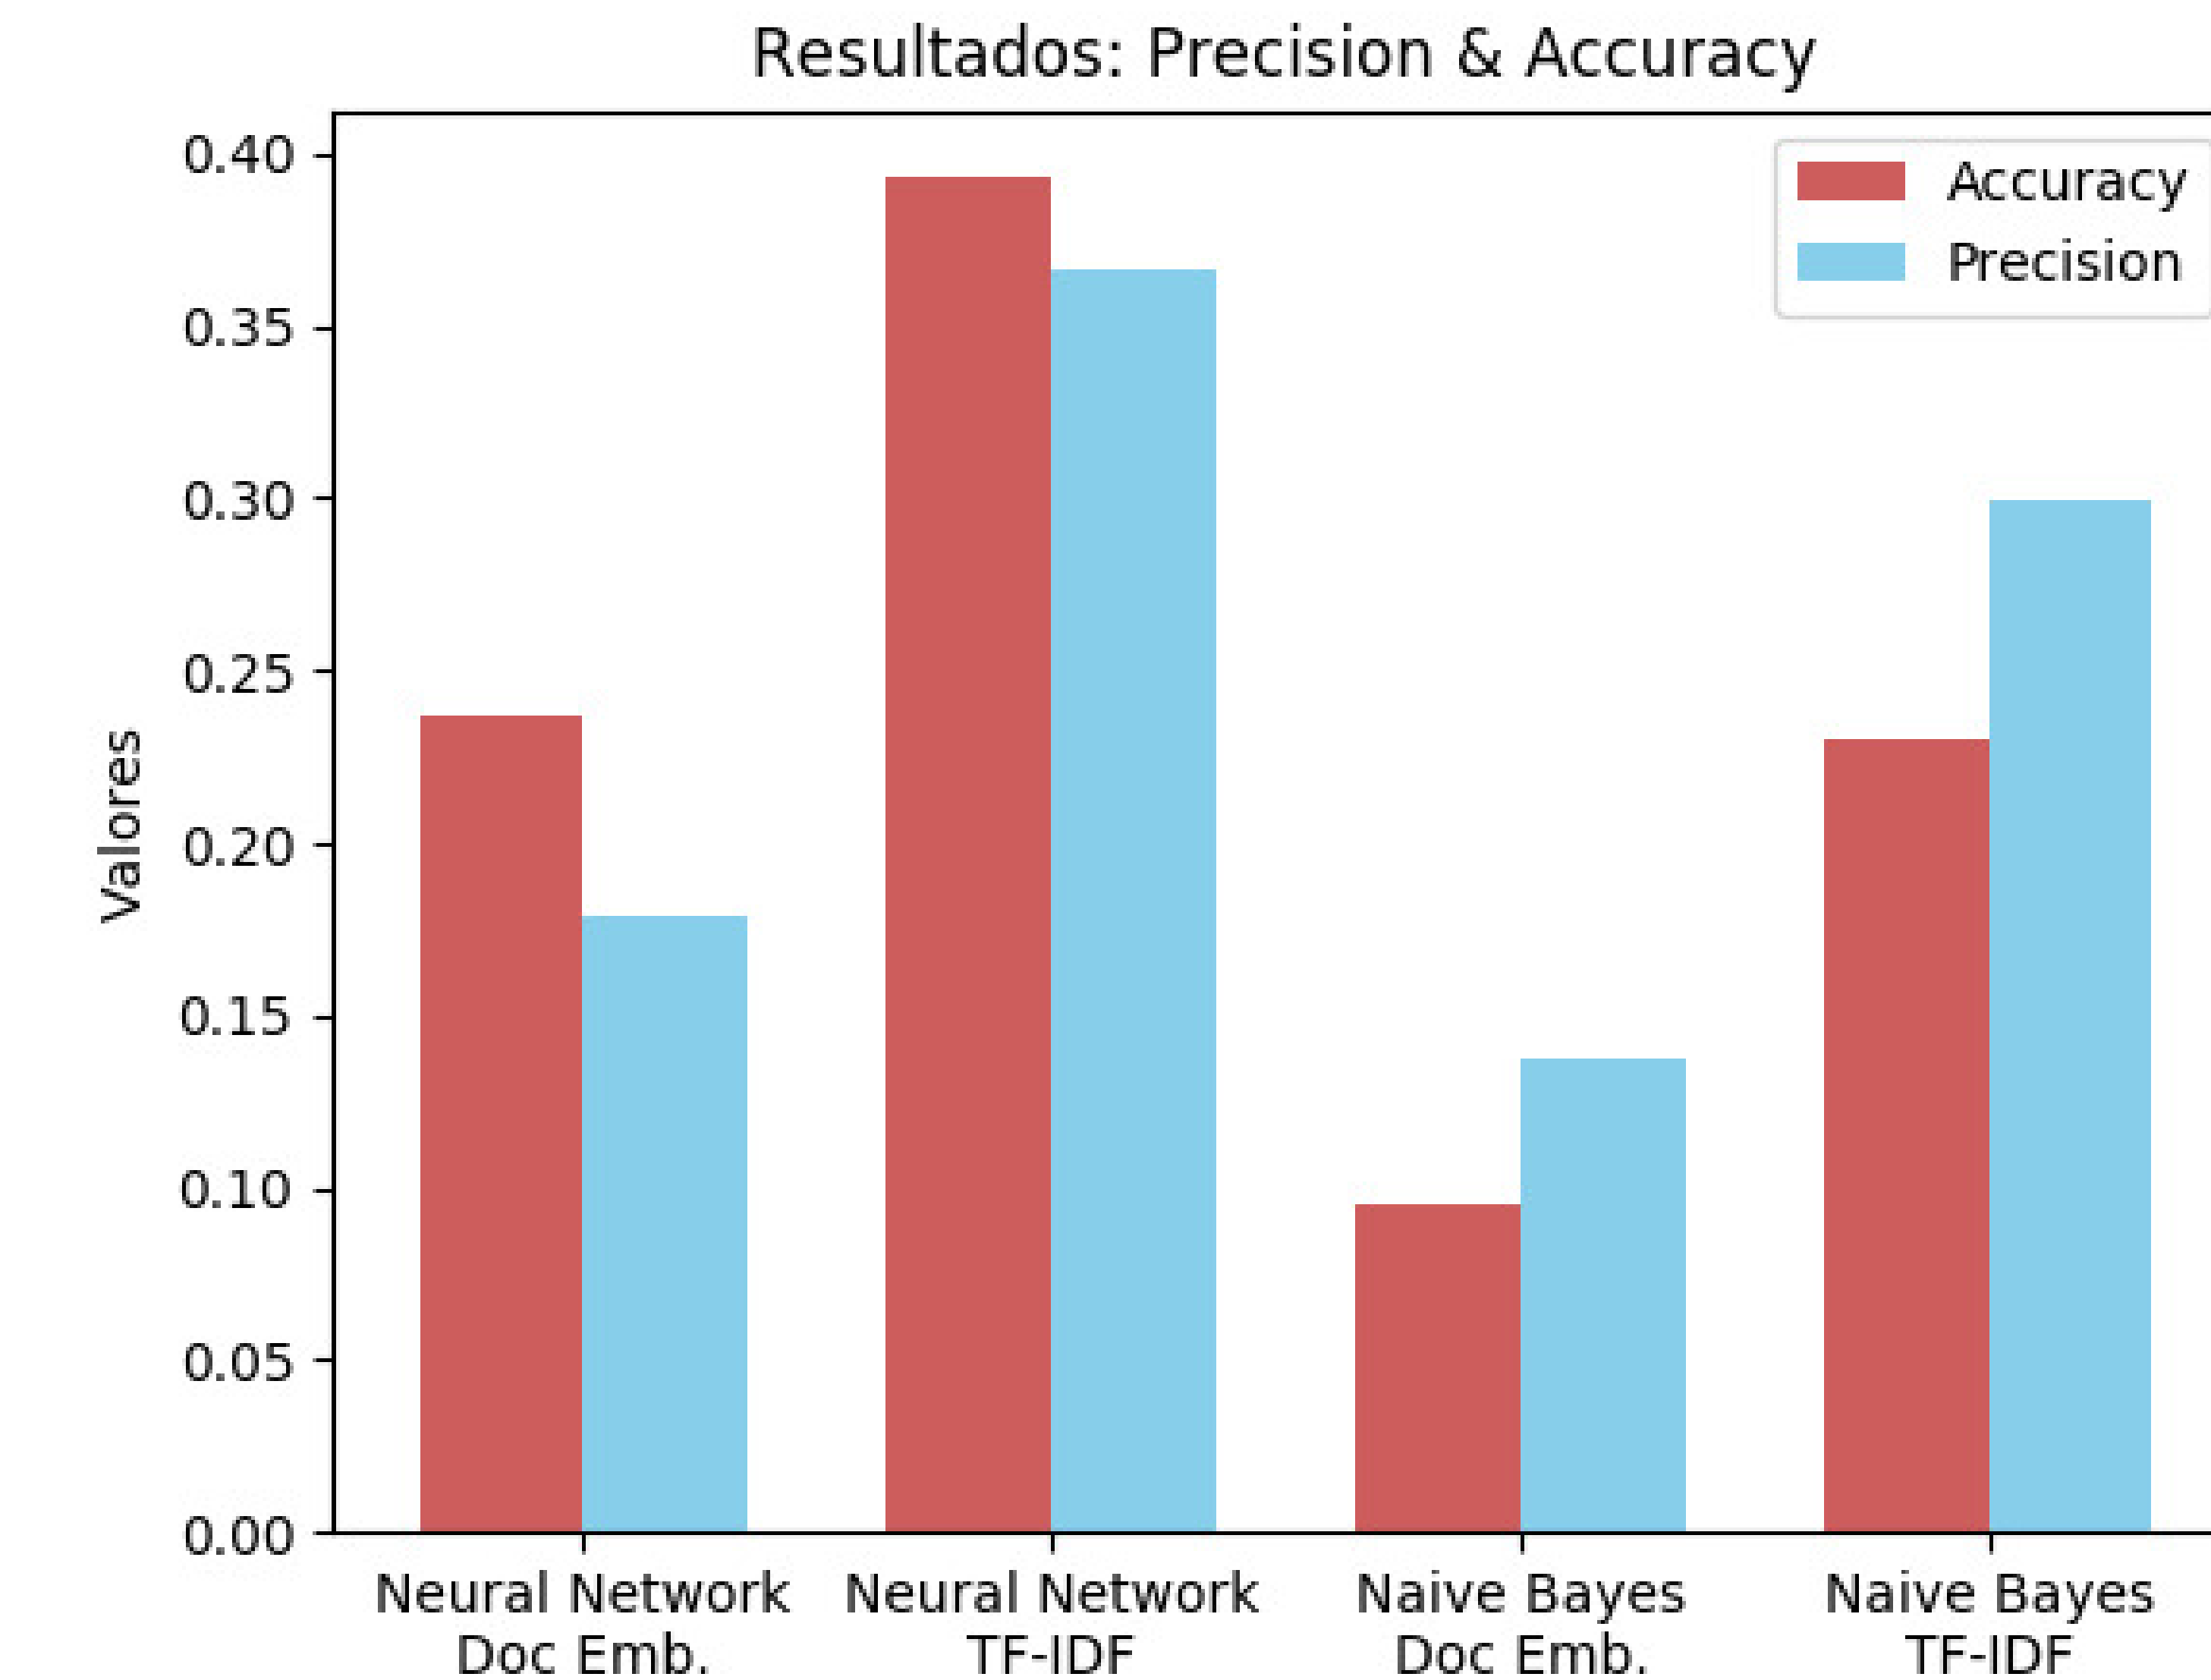 Resultados: Precision & Accuracy
Accuracy
Precision
0.40
0.35
0.30
0.25
0.20
0.15
0.10
0.05
0.00
Valores
Neural Network
Doc Emb.
Neural Network
TF-IDF
Naive Bayes
Doc Emb.
Naive Bayes
TF-IDF